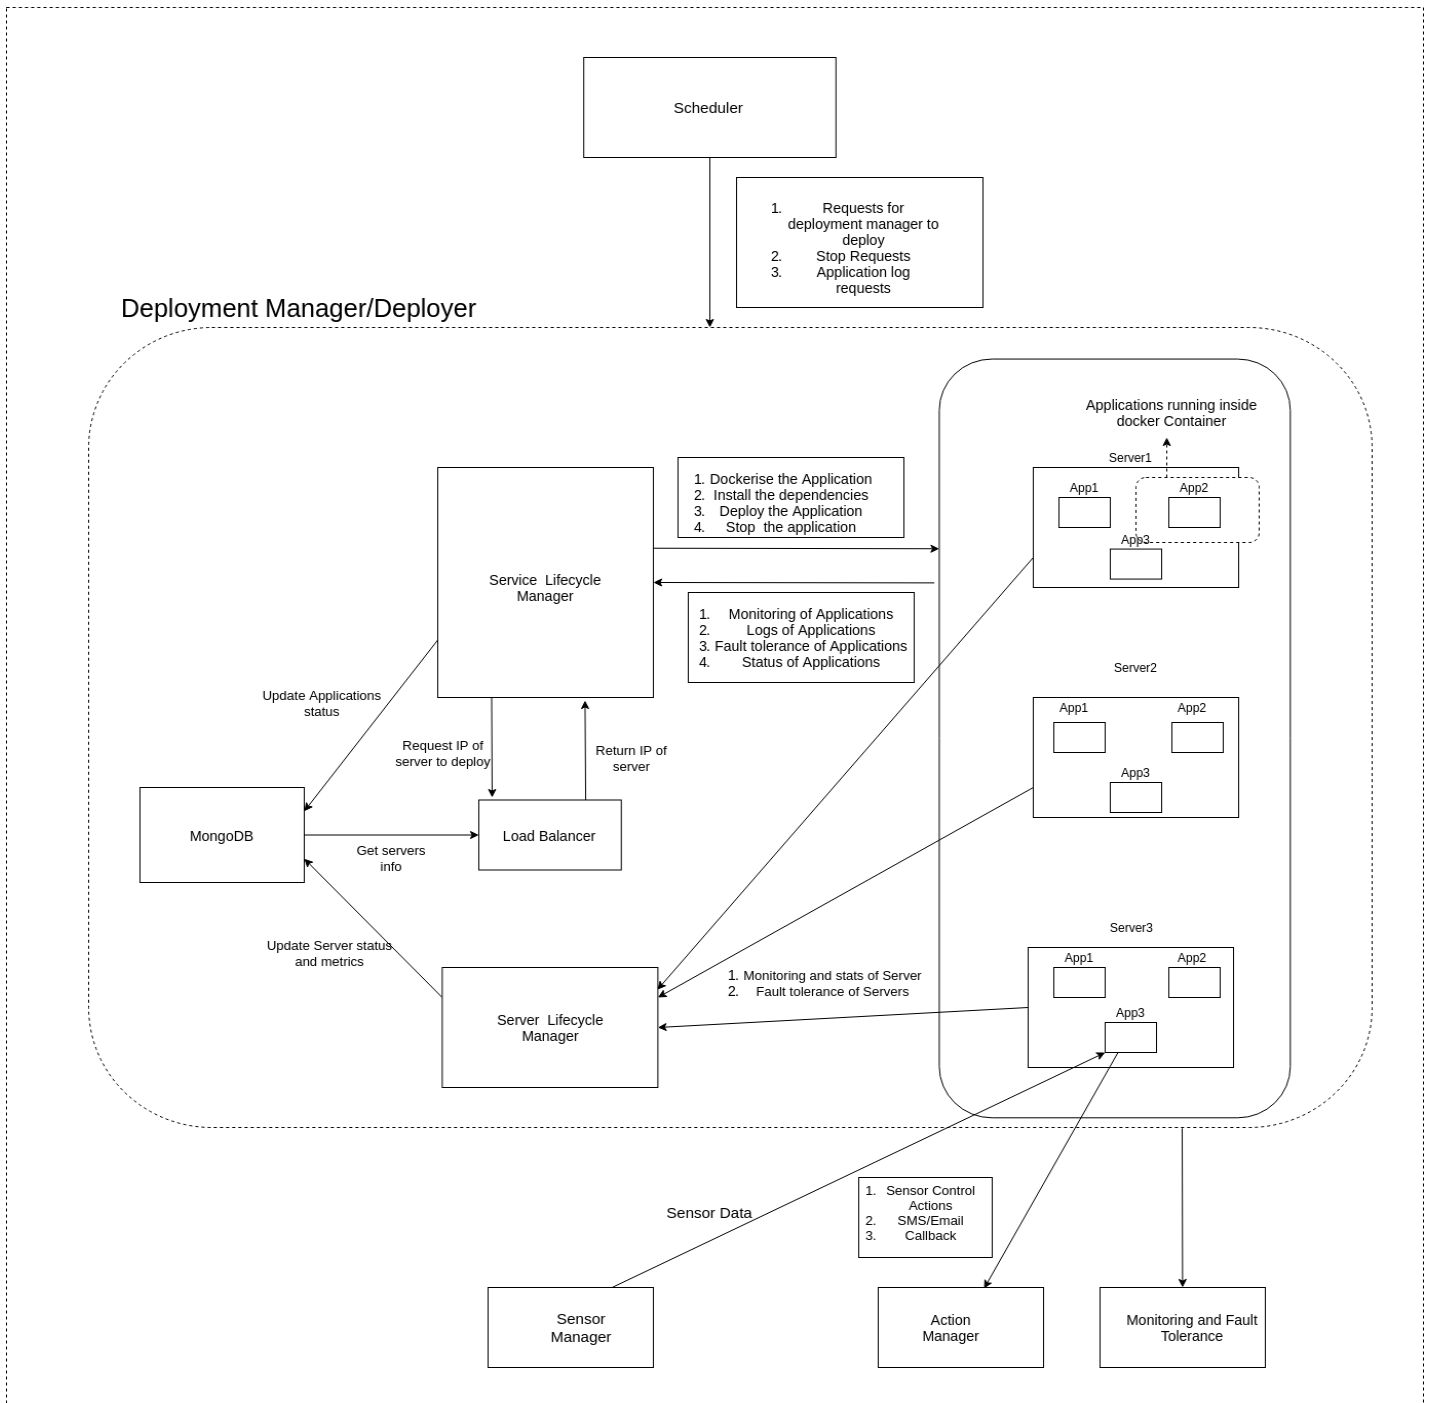 Scheduler
1. Requests for
deployment manager to
deploy
2. Stop Requests
3. Application log
requests
Deployment Manager/Deployer
Applications running inside
docker Container
Server1
App1
App2
App3
1. Dockerise the Application
2. Install the dependencies
3. Deploy the Application
4. Stop the application
Service Lifecycle
Manager
1. Monitoring of Applications
2. Logs of Applications
3. Fault tolerance of Applications
4. Status of Applications
Server2
App1
App2
App3
Update Applications
status
Request IP of
server to deploy
Return IP of
server
MongoDB
Load Balancer
Get servers
info
Server3
App1
App2
App3
Update Server status
and metrics
1. Monitoring and stats of Server
2. Fault tolerance of Servers
Server Lifecycle
Manager
Sensor Data
1. Sensor Control
Actions
2. SMS/Email
3. Callback
Sensor
Manager
Action
Manager
Monitoring and Fault
Tolerance